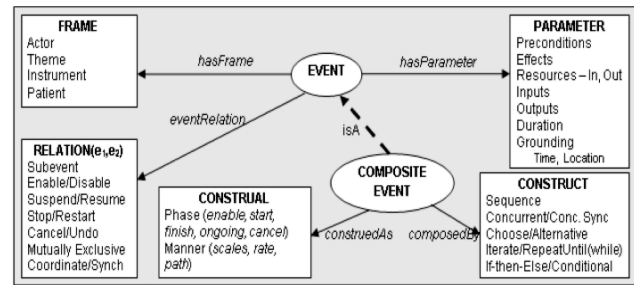 FRAME
Actor
Theme
Instrument
Patient
hasFrame
EVENT
hasParameter
PARAMETER
Preconditions
Effects
Resources – In, Out
Inputs
Outputs
Duration
Grounding
Time, Location
eventRelation
isA
RELATION(e₁,e₂)
Subevent
Enable/Disable
Suspend/Resume
Stop/Restart
Cancel/Undo
Mutually Exclusive
Coordinate/Synch
COMPOSITE
EVENT
construedAs
composedBy
CONSTRUAL
Phase (enable, start,
finish, ongoing, cancel)
Manner (scales, rate,
path)
CONSTRUCT
Sequence
Concurrent/Conc. Sync
Choose/Alternative
Iterate/RepeatUntil(while)
If-then-Else/Conditional